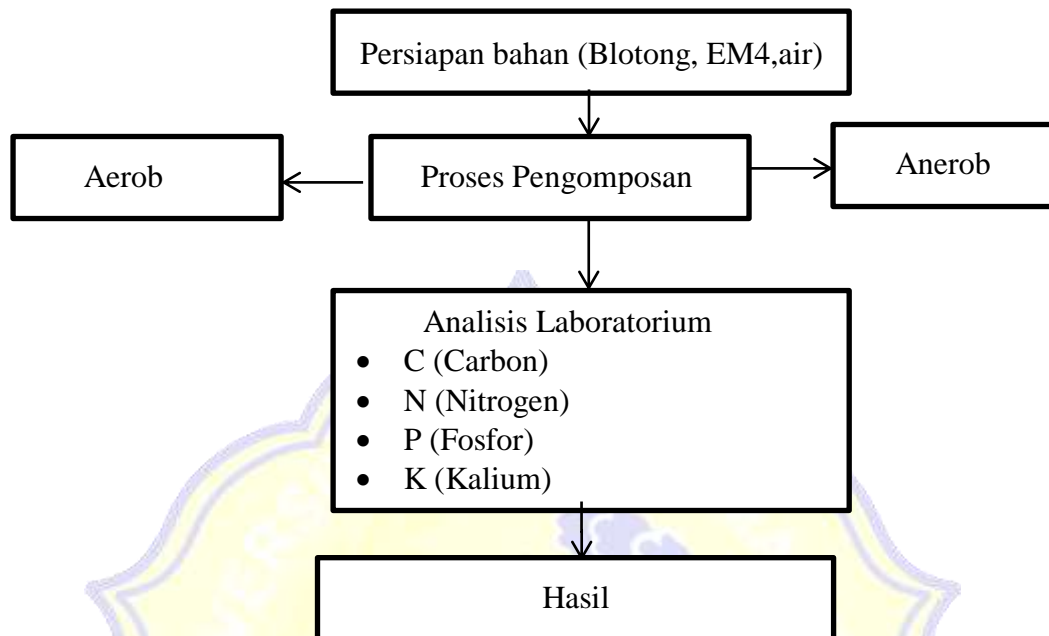 Persiapan bahan (Blotong, EM4,air)
Aerob
Proses Pengomposan
Anerob
Analisis Laboratorium
• C (Carbon)
• N (Nitrogen)
• P (Fosfor)
• K (Kalium)
Hasil